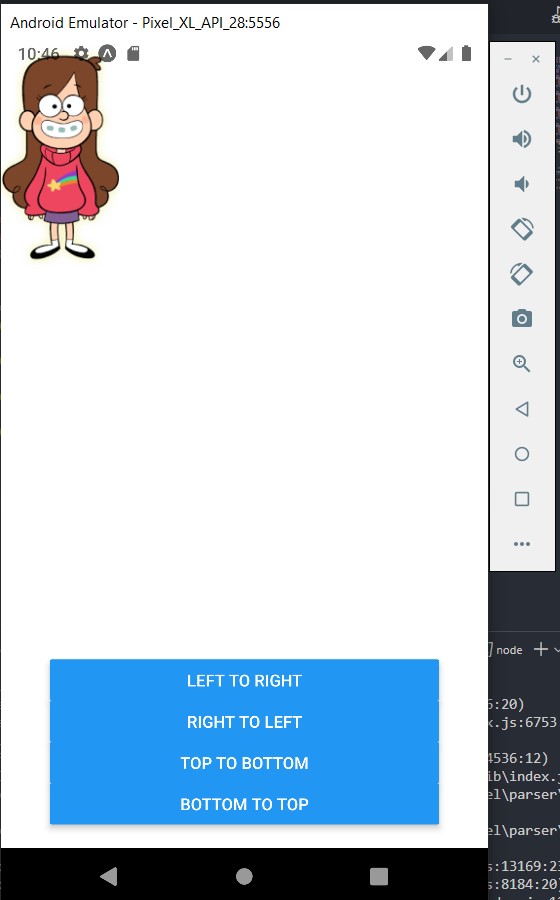 Android Emulator - Pixel_XL_API_28:5556
10:46
LEFT TO RIGHT
RIGHT TO LEFT
TOP TO BOTTOM
BOTTOM TO TOP
node
5:20)
x.js:6753
4536:12)
ib\index.j
el\parser\
el\parser\
s:13169:23
s:8184:20)